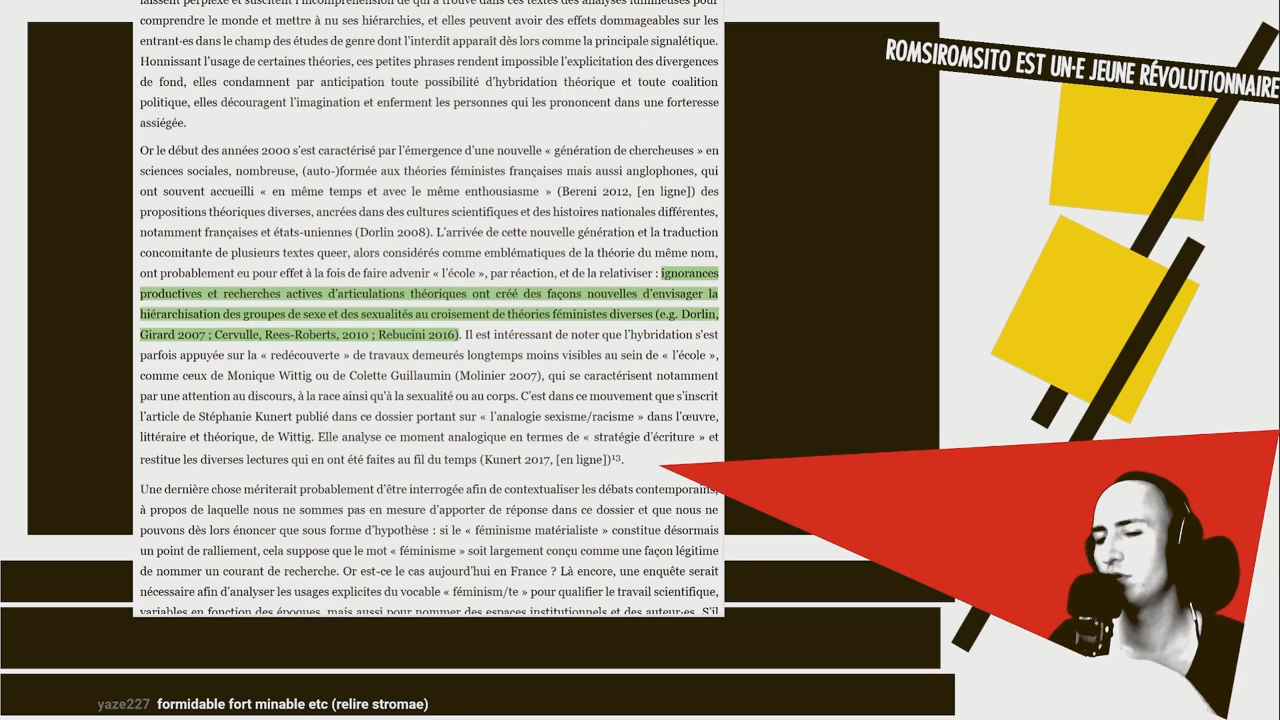 laissent perplexe et suscitent l'incompréhension de qui a trouvé dans ces textes des analyses lumineuses pour
comprendre le monde et mettre à nu ses hiérarchies, et elles peuvent avoir des effets dommageables sur les
entrant·es dans le champ des études de genre dont l'interdit apparaît dès lors comme la principale signalétique.
Honnissant l'usage de certaines théories, ces petites phrases rendent impossible l'explicitation des divergences
de fond, elles condamnent par anticipation toute possibilité d'hybridation théorique et toute coalition
politique, elles découragent l'imagination et enferment les personnes qui les prononcent dans une forteresse
assiégée.
Or le début des années 2000 s'est caractérisé par l'émergence d'une nouvelle « génération de chercheuses » en
sciences sociales, nombreuse, (auto-)formée aux théories féministes françaises mais aussi anglophones, qui
ont souvent accueilli « en même temps et avec le même enthousiasme » (Bereni 2012, [en ligne]) des
propositions théoriques diverses, ancrées dans des cultures scientifiques et des histoires nationales différentes,
notamment françaises et états-uniennes (Dorlin 2008). L'arrivée de cette nouvelle génération et la traduction
concomitante de plusieurs textes queer, alors considérés comme emblématiques de la théorie du même nom,
ont probablement eu pour effet à la fois de faire advenir « l'école », par réaction, et de la relativiser : ignorances
productives et recherches actives d'articulations théoriques ont créé des façons nouvelles d'envisager la
hiérarchisation des groupes de sexe et des sexualités au croisement de théories féministes diverses (e.g. Dorlin,
Girard 2007 ; Cervulle, Rees-Roberts, 2010 ; Rebucini 2016). Il est intéressant de noter que l'hybridation s'est
parfois appuyée sur la « redécouverte » de travaux demeurés longtemps moins visibles au sein de « l'école »,
comme ceux de Monique Wittig ou de Colette Guillaumin (Molinier 2007), qui se caractérisent notamment
par une attention au discours, à la race ainsi qu'à la sexualité ou au corps. C'est dans ce mouvement que s'inscrit
l'article de Stéphanie Kunert publié dans ce dossier portant sur « l'analogie sexisme/racisme » dans l'œuvre,
littéraire et théorique, de Wittig. Elle analyse ce moment analogique en termes de « stratégie d'écriture » et
restitue les diverses lectures qui en ont été faites au fil du temps (Kunert 2017, [en ligne])¹³.
Une dernière chose mériterait probablement d'être interrogée afin de contextualiser les débats contemporains,
à propos de laquelle nous ne sommes pas en mesure d'apporter de réponse dans ce dossier et que nous ne
pouvons dès lors énoncer que sous forme d'hypothèse : si le « féminisme matérialiste » constitue désormais
un point de ralliement, cela suppose que le mot « féminisme » soit largement conçu comme une façon légitime
de nommer un courant de recherche. Or est-ce le cas aujourd'hui en France ? Là encore, une enquête serait
nécessaire afin d'analyser les usages explicites du vocable « féminism/te » pour qualifier le travail scientifique,
variables en fonction des époques, mais aussi pour nommer des espaces institutionnels et des auteur·es. S'il
ROMSIROMSITO EST UN·E JEUNE RÉVOLUTIONNAIRE
yaze227 formidable fort minable etc (relire stromae)